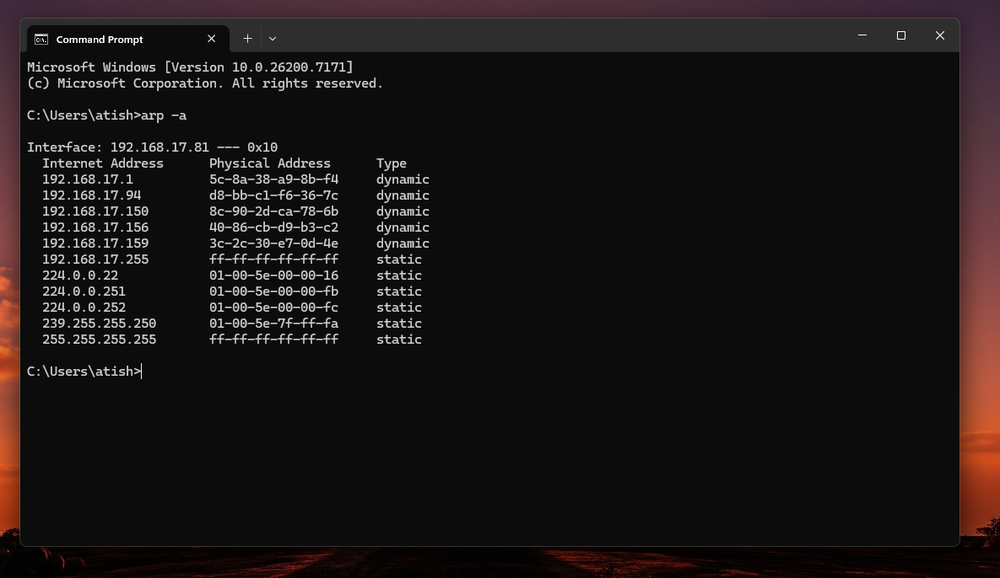 Command Prompt
Microsoft Windows [Version 10.0.26200.7171]
(c) Microsoft Corporation. All rights reserved.
C:\Users\atish>arp -a
Interface: 192.168.17.81 --- 0x10
Internet Address Physical Address Type
192.168.17.1 5c-8a-38-a9-8b-f4 dynamic
192.168.17.94 d8-bb-c1-f6-36-7c dynamic
192.168.17.150 8c-90-2d-ca-78-6b dynamic
192.168.17.156 40-86-cb-d9-b3-c2 dynamic
192.168.17.159 3c-2c-30-e7-0d-4e dynamic
192.168.17.255 ff-ff-ff-ff-ff-ff static
224.0.0.22 01-00-5e-00-00-16 static
224.0.0.251 01-00-5e-00-00-fb static
224.0.0.252 01-00-5e-00-00-fc static
239.255.255.250 01-00-5e-7f-ff-fa static
255.255.255.255 ff-ff-ff-ff-ff-ff static
C:\Users\atish>